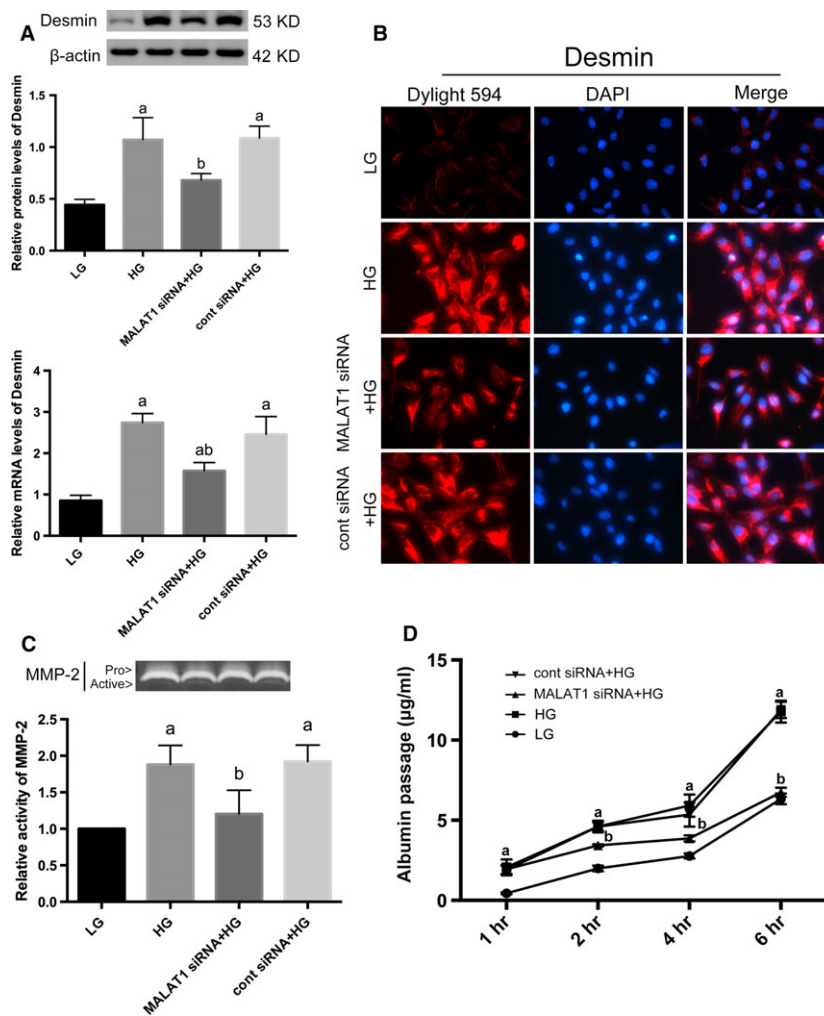 A
Desmin 53 KD
β-actin 42 KD
Relative protein levels of Desmin
1.5
1.0
0.5
0.0
a
b
a
LG
HG
MALAT1 siRNA+HG
cont siRNA+HG
Relative mRNA levels of Desmin
4
3
2
1
0
a
ab
a
LG
HG
MALAT1 siRNA+HG
cont siRNA+HG
B
Desmin
Dylight 594 DAPI Merge
LG
HG
MALAT1 siRNA
+HG
cont siRNA
+HG
C
MMP-2
Pro>
Active>
Relative activity of MMP-2
2.5
2.0
1.5
1.0
0.5
0.0
a
b
a
LG
HG
MALAT1 siRNA+HG
cont siRNA+HG
D
Albumin passage (μg/ml)
15
10
5
0
cont siRNA+HG
MALAT1 siRNA+HG
HG
LG
a
a
b
a
b
a
b
1 hr
2 hr
4 hr
6 hr